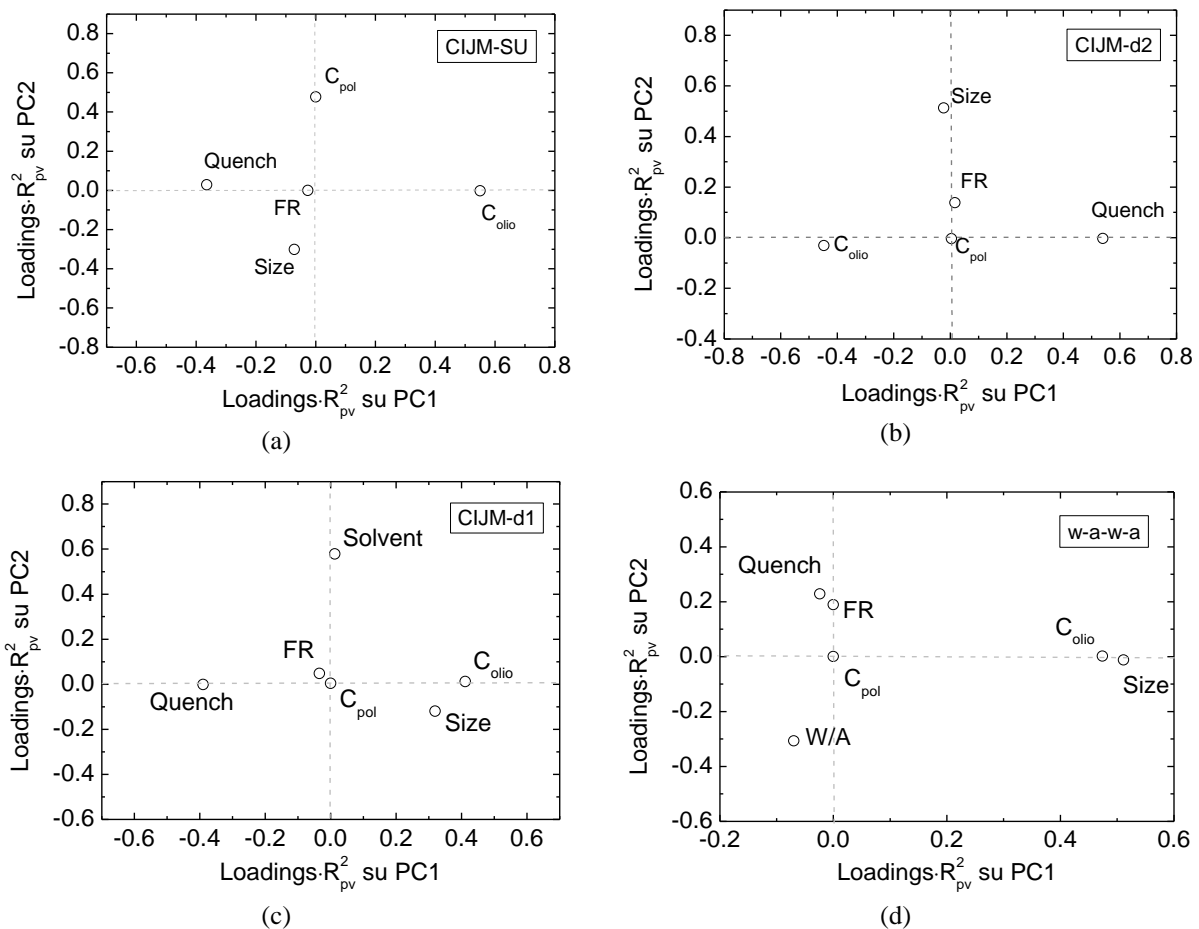 CIJM-SU
C_pol
Quench
FR
C_olio
Size
0.8
0.6
0.4
0.2
0.0
-0.2
-0.4
-0.6
-0.8
-0.6 -0.4 -0.2 0.0 0.2 0.4 0.6 0.8
Loadings·R²_pv su PC2
Loadings·R²_pv su PC1
(a)
CIJM-d2
Size
FR
Quench
C_olio
C_pol
0.8
0.6
0.4
0.2
0.0
-0.2
-0.4
-0.8 -0.6 -0.4 -0.2 0.0 0.2 0.4 0.6 0.8
Loadings·R²_pv su PC2
Loadings·R²_pv su PC1
(b)
CIJM-d1
Solvent
FR
C_olio
Quench
C_pol
Size
0.8
0.6
0.4
0.2
0.0
-0.2
-0.4
-0.6
-0.6 -0.4 -0.2 0.0 0.2 0.4 0.6
Loadings·R²_pv su PC2
Loadings·R²_pv su PC1
(c)
w-a-w-a
Quench
FR
C_olio
C_pol
Size
W/A
0.6
0.4
0.2
0.0
-0.2
-0.4
-0.6
-0.2 0.0 0.2 0.4 0.6
Loadings·R²_pv su PC2
Loadings·R²_pv su PC1
(d)